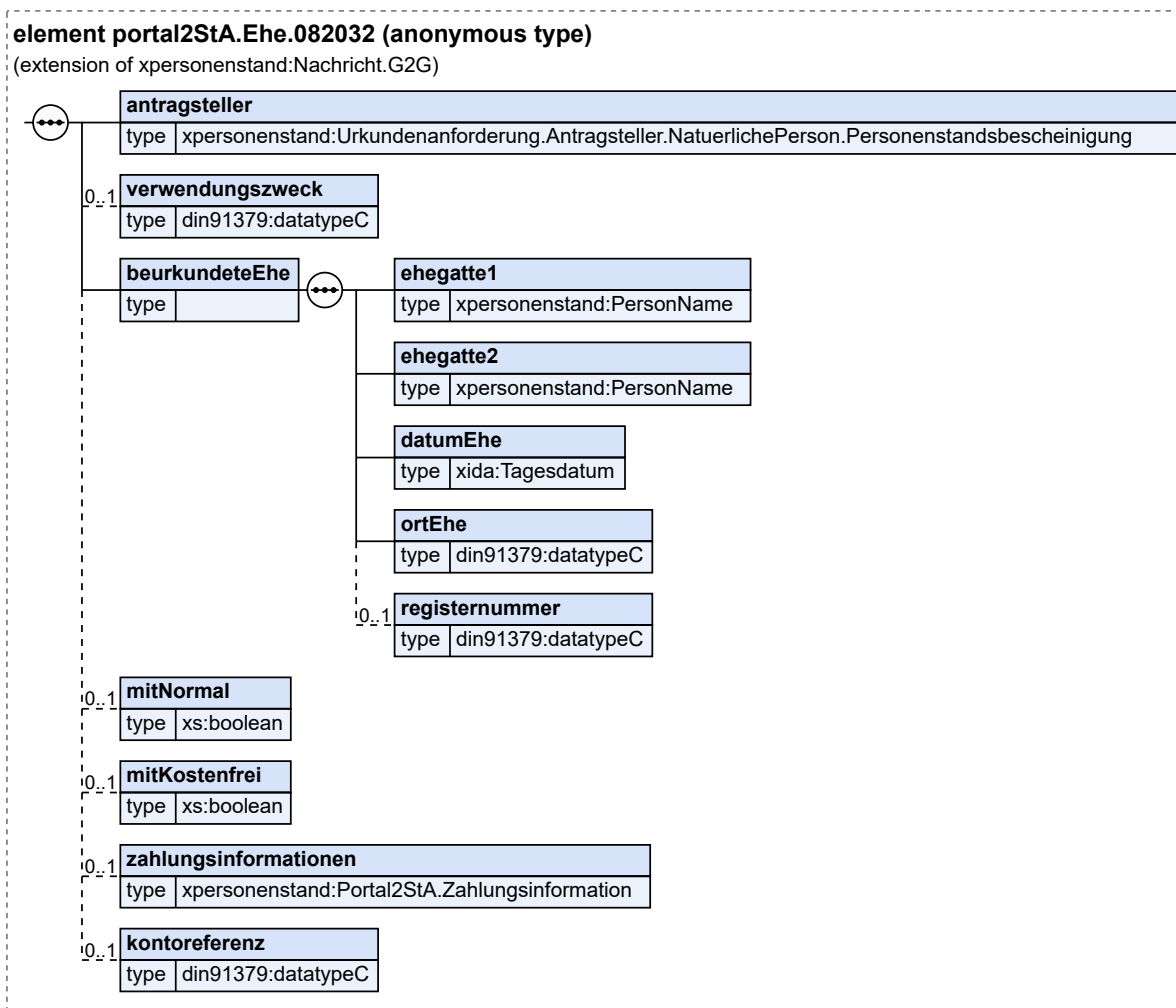 element portal2StA.Ehe.082032 (anonymous type)
(extension of xpersonenstand:Nachricht.G2G)
antragsteller
type xpersonenstand:Urkundenanforderung.Antragsteller.NatuerlichePerson.Personenstandsbescheinigung
0..1 verwendungszweck
type din91379:datatypeC
beurkundeteEhe
type
ehegatte1
type xpersonenstand:PersonName
ehegatte2
type xpersonenstand:PersonName
datumEhe
type xida:Tagesdatum
ortEhe
type din91379:datatypeC
0..1 registernummer
type din91379:datatypeC
0..1 mitNormal
type xs:boolean
0..1 mitKostenfrei
type xs:boolean
0..1 zahlungsinformationen
type xpersonenstand:Portal2StA.Zahlungsinformation
0..1 kontoreferenz
type din91379:datatypeC